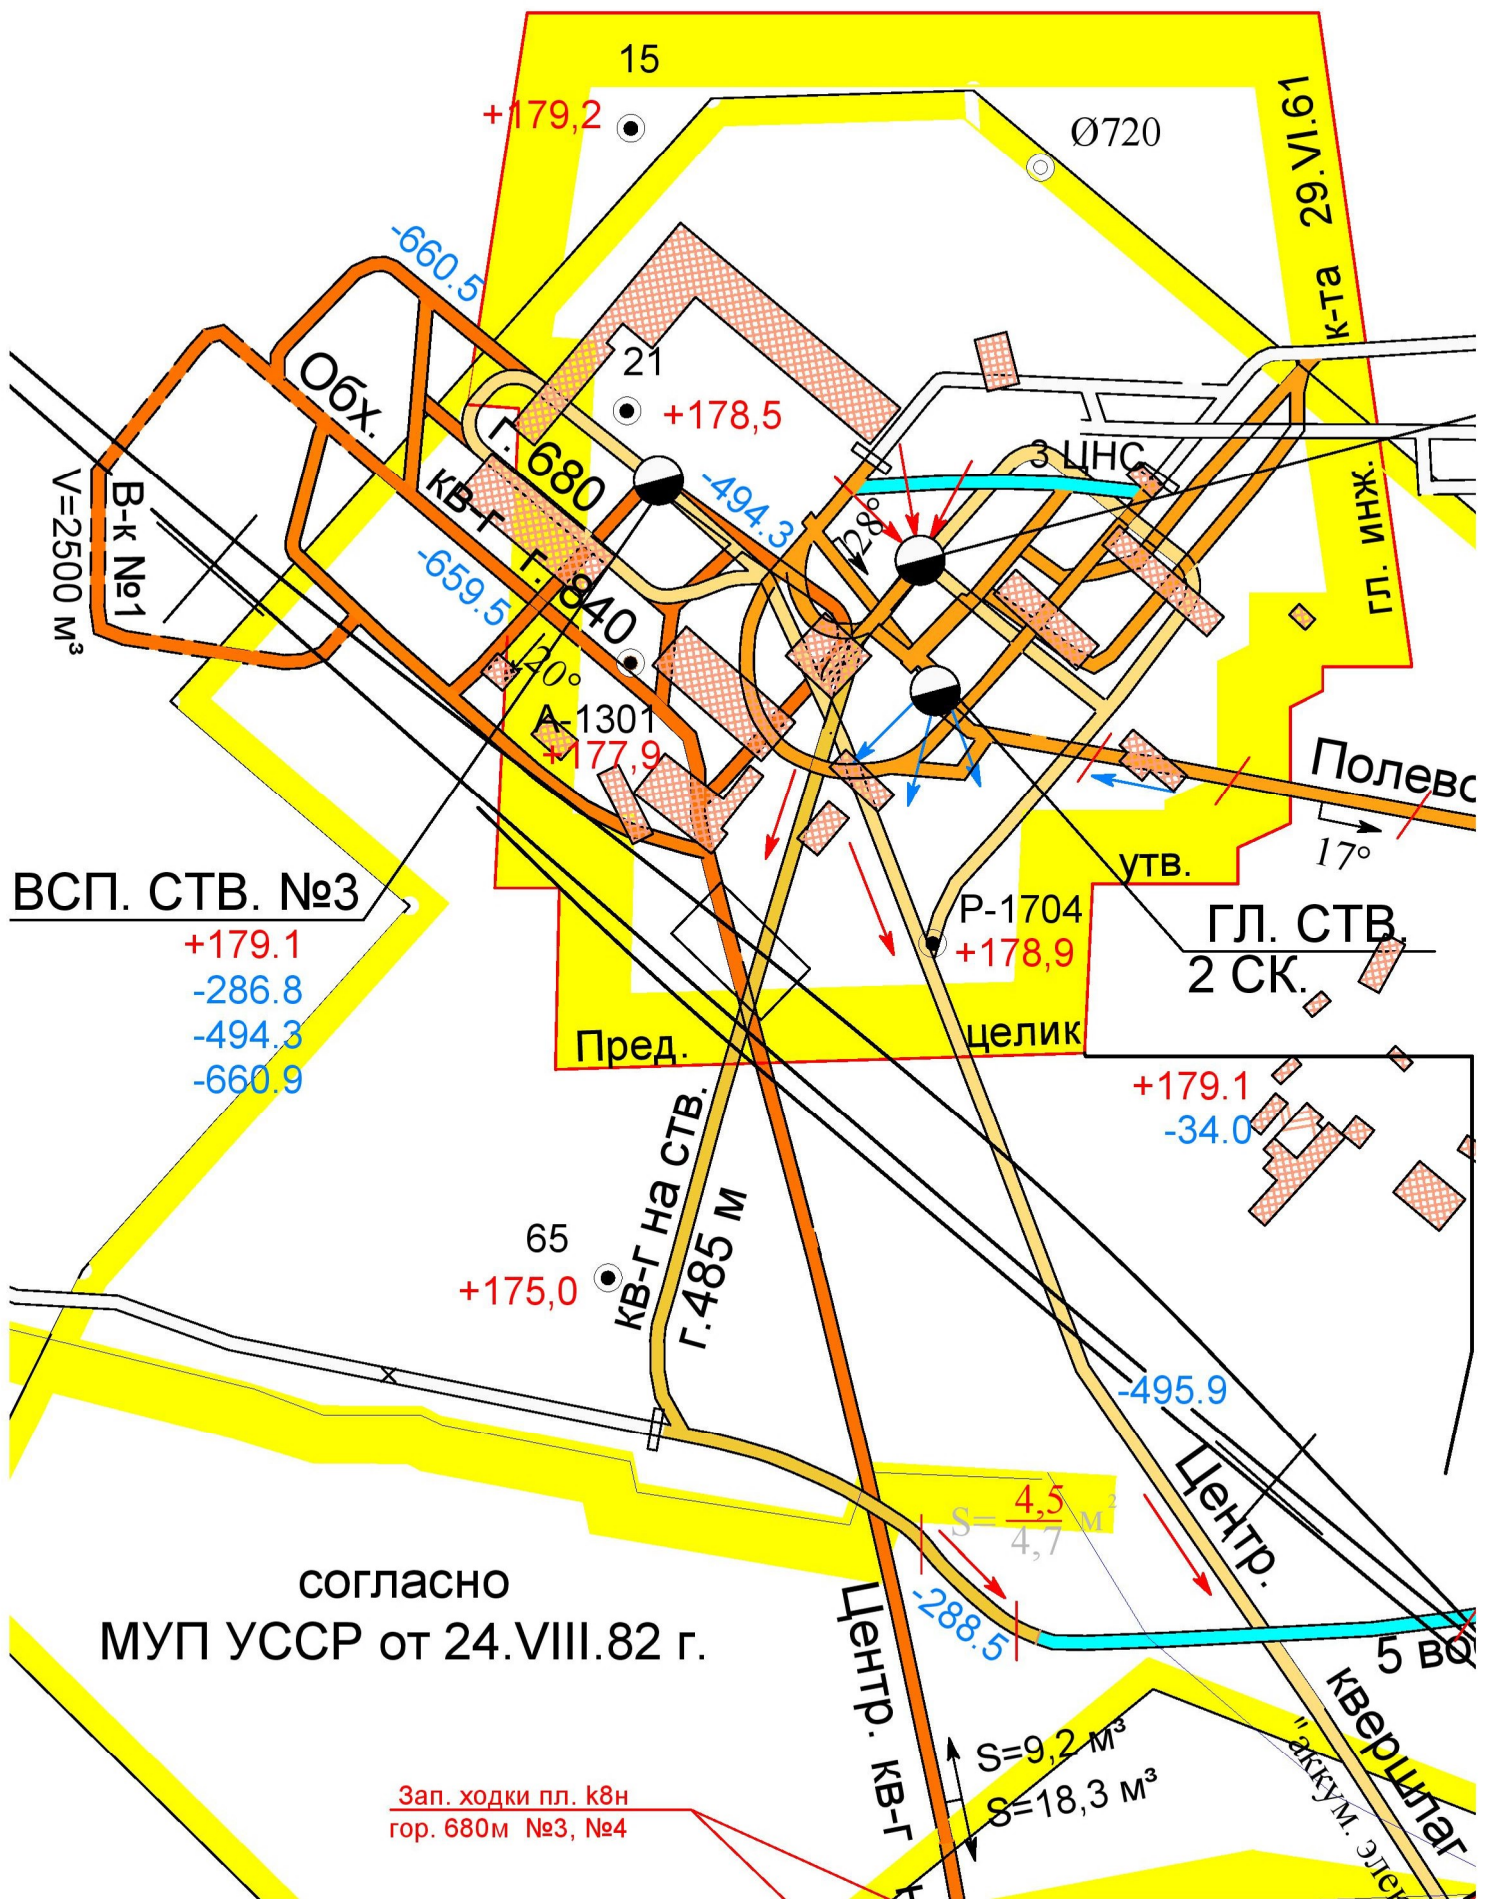 15
+179,2
Ø720
к-та 29.VI.61
гл. инж.
-660.5
Обх.
21
+178,5
г. 680
кв-г г. 840
-494.3
3 ЦНС
28°
В-к №1
V=2500 м³
-659.5
20°
А-1301
+177,9
Полево
17°
утв.
ВСП. СТВ. №3
+179.1
-286.8
-494.3
-660.9
Р-1704
+178,9
ГЛ. СТВ.
2 СК.
+179.1
-34.0
Пред.
целик
кв-г на ств.
г.485 м
65
+175,0
-495.9
Центр.
квершлаг
S= 4,5 м²
4,7
-288.5
согласно
МУП УССР от 24.VIII.82 г.
5 во
Центр. кв-г
S=9,2 м³
S=18,3 м³
"аккум. элек
Зап. ходки пл. k8н
гор. 680м №3, №4